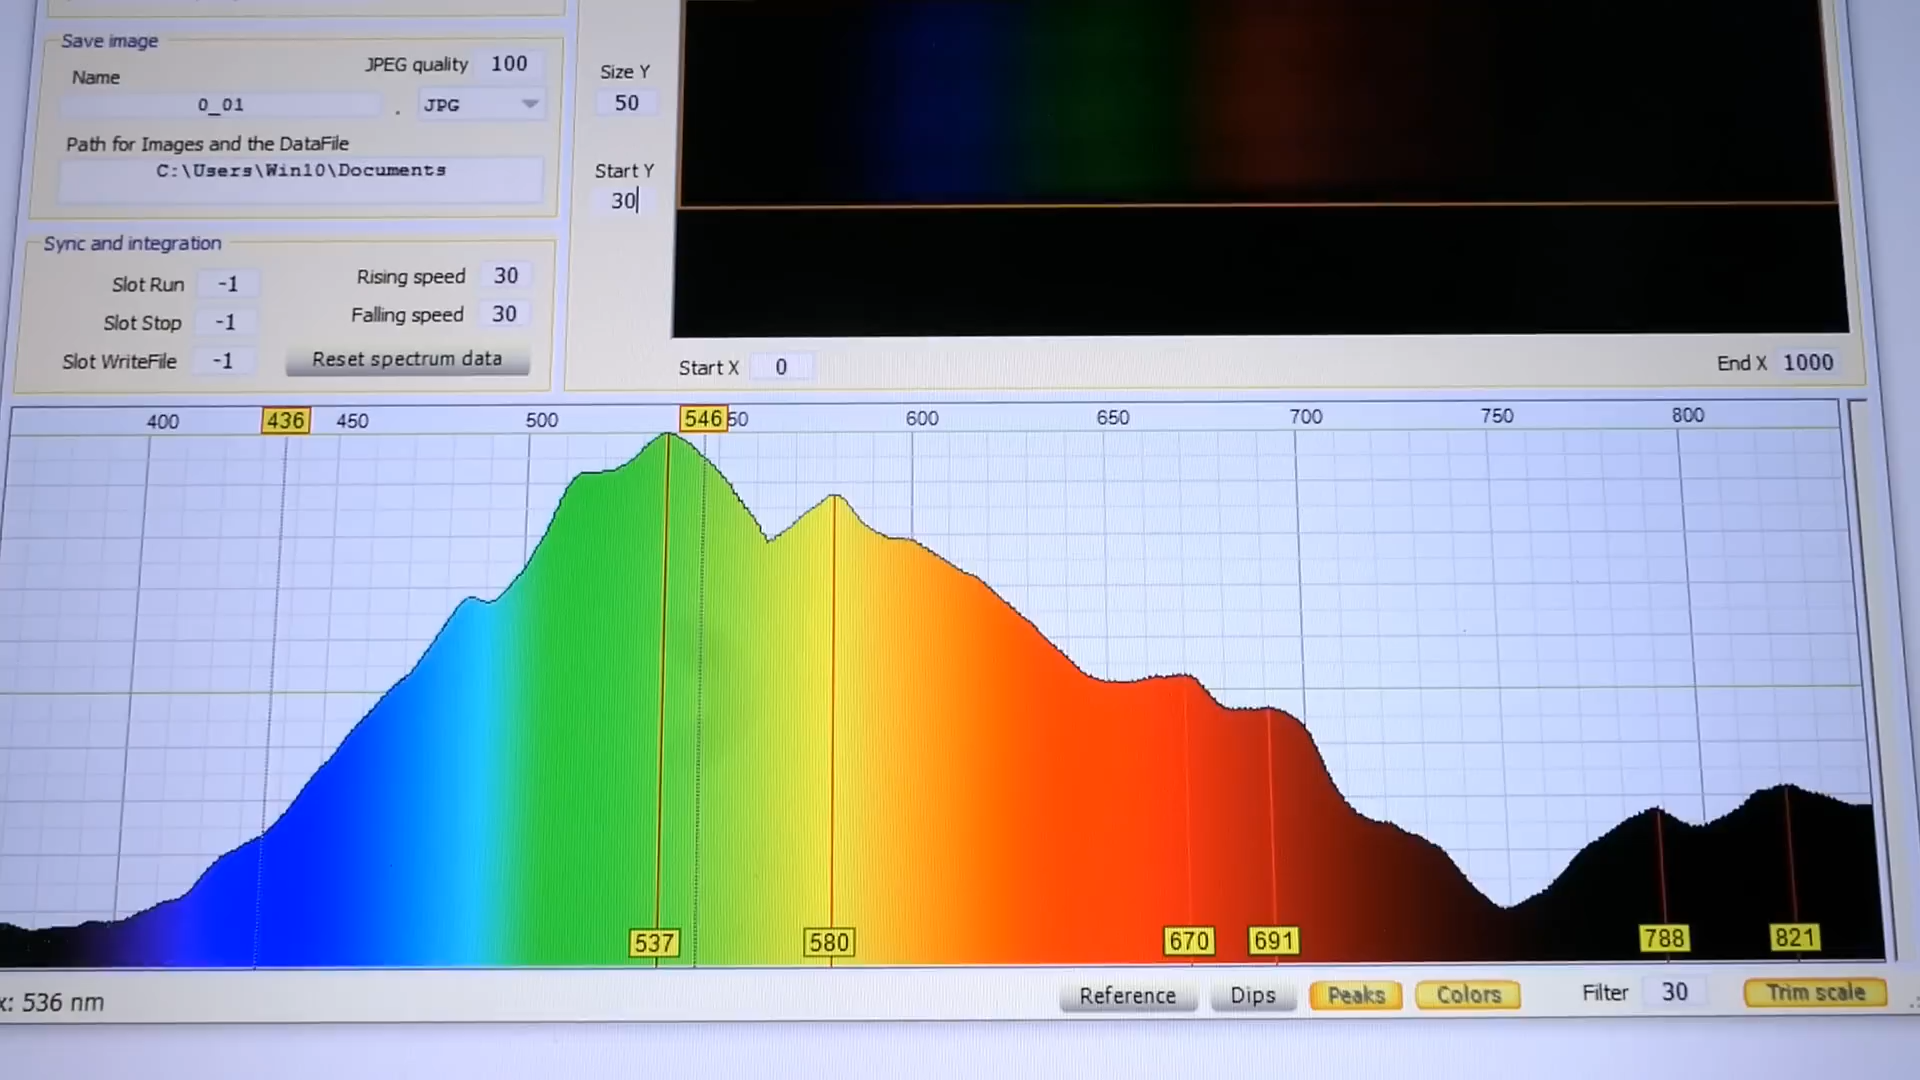 Save image
JPEG quality 100
Name
0_01 . JPG
Path for Images and the DataFile
C:\Users\Win10\Documents
Size Y
50
Start Y
30
Sync and integration
Slot Run -1
Rising speed 30
Slot Stop -1
Falling speed 30
Slot WriteFile -1
Reset spectrum data
Start X 0
End X 1000
400 436 450 500 546 50 600 650 700 750 800
537 580 670 691 788 821
x: 536 nm
Reference Dips Peaks Colors Filter 30 Trim scale